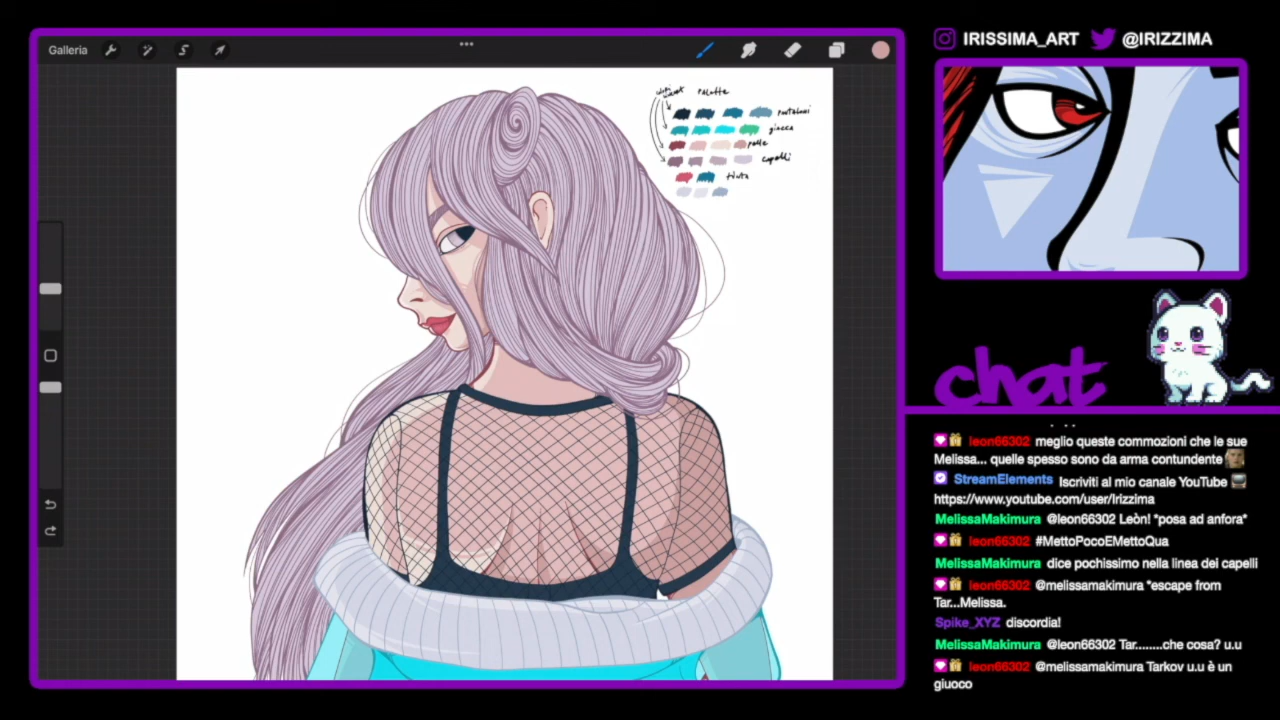 Galleria
IRISSIMA_ART @IRIZZIMA
Palette
pantaloni
giacca
pelle
capelli
tinta
chat
leon66302 meglio queste commozioni che le sue
Melissa... quelle spesso sono da arma contundente
StreamElements Iscriviti al mio canale YouTube
https://www.youtube.com/user/Irizzima
MelissaMakimura @leon66302 Leòn! *posa ad anfora*
leon66302 #MettoPocoEMettoQua
MelissaMakimura dice pochissimo nella linea dei capelli
leon66302 @melissamakimura *escape from
Tar...Melissa.
Spike_XYZ discordia!
MelissaMakimura @leon66302 Tar........che cosa? u.u
leon66302 @melissamakimura Tarkov u.u è un
giuoco